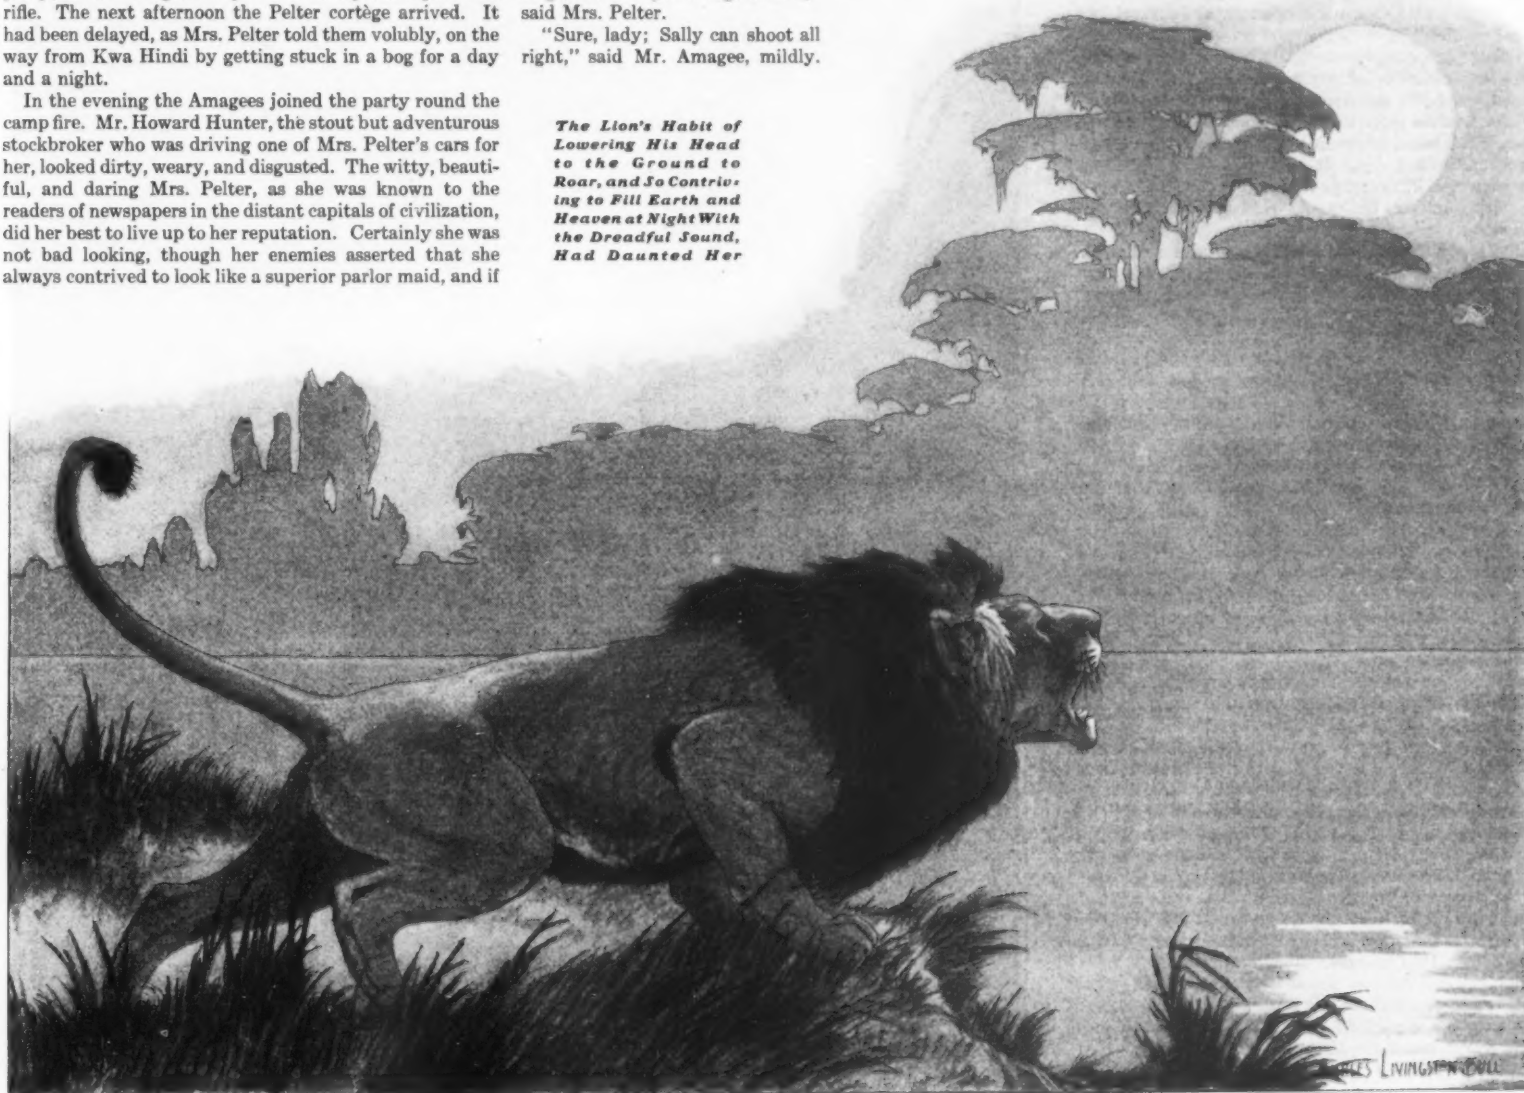 rifle. The next afternoon the Pelter cortège arrived. It
had been delayed, as Mrs. Pelter told them volubly, on the
way from Kwa Hindi by getting stuck in a bog for a day
and a night.
In the evening the Amagees joined the party round the
camp fire. Mr. Howard Hunter, the stout but adventurous
stockbroker who was driving one of Mrs. Pelter's cars for
her, looked dirty, weary, and disgusted. The witty, beauti-
ful, and daring Mrs. Pelter, as she was known to the
readers of newspapers in the distant capitals of civilization,
did her best to live up to her reputation. Certainly she was
not bad looking, though her enemies asserted that she
always contrived to look like a superior parlor maid, and if
said Mrs. Pelter.
"Sure, lady; Sally can shoot all
right," said Mr. Amagee, mildly.
The Lion's Habit of
Lowering His Head
to the Ground to
Roar, and So Contriv-
ing to Fill Earth and
Heaven at Night With
the Dreadful Sound,
Had Daunted Her
LIVINGSTON BULL